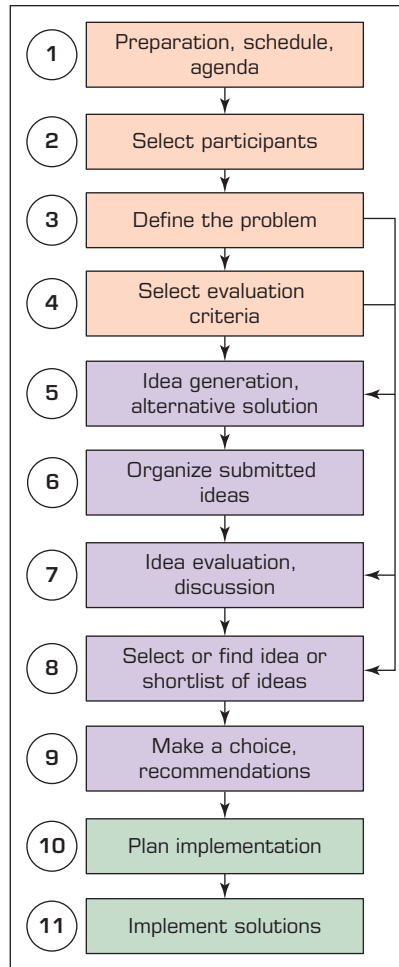 1
Preparation, schedule,
agenda
2
Select participants
3
Define the problem
4
Select evaluation
criteria
5
Idea generation,
alternative solution
6
Organize submitted
ideas
7
Idea evaluation,
discussion
8
Select or find idea or
shortlist of ideas
9
Make a choice,
recommendations
10
Plan implementation
11
Implement solutions